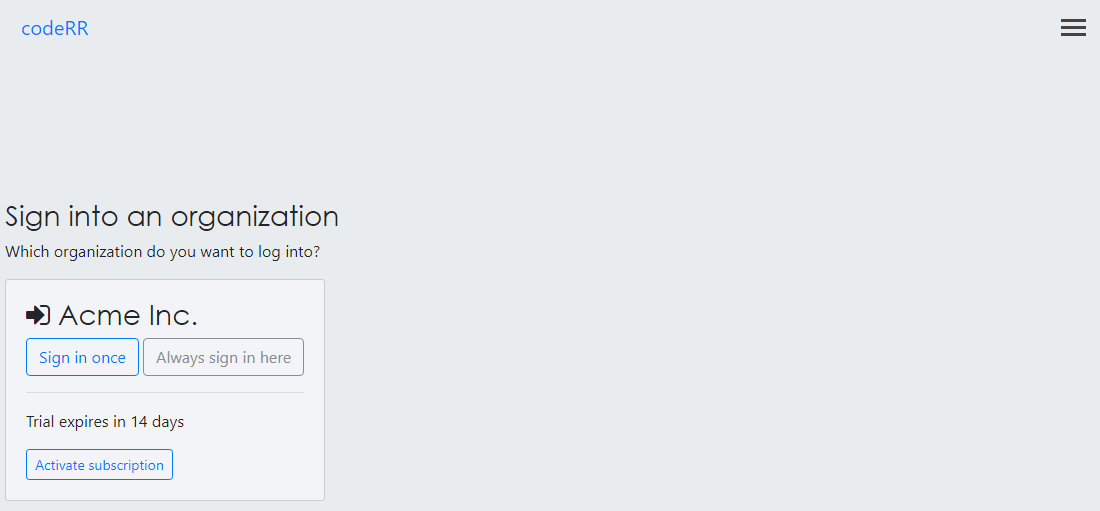 codeRR
Sign into an organization
Which organization do you want to log into?
Acme Inc.
Sign in once Always sign in here
Trial expires in 14 days
Activate subscription